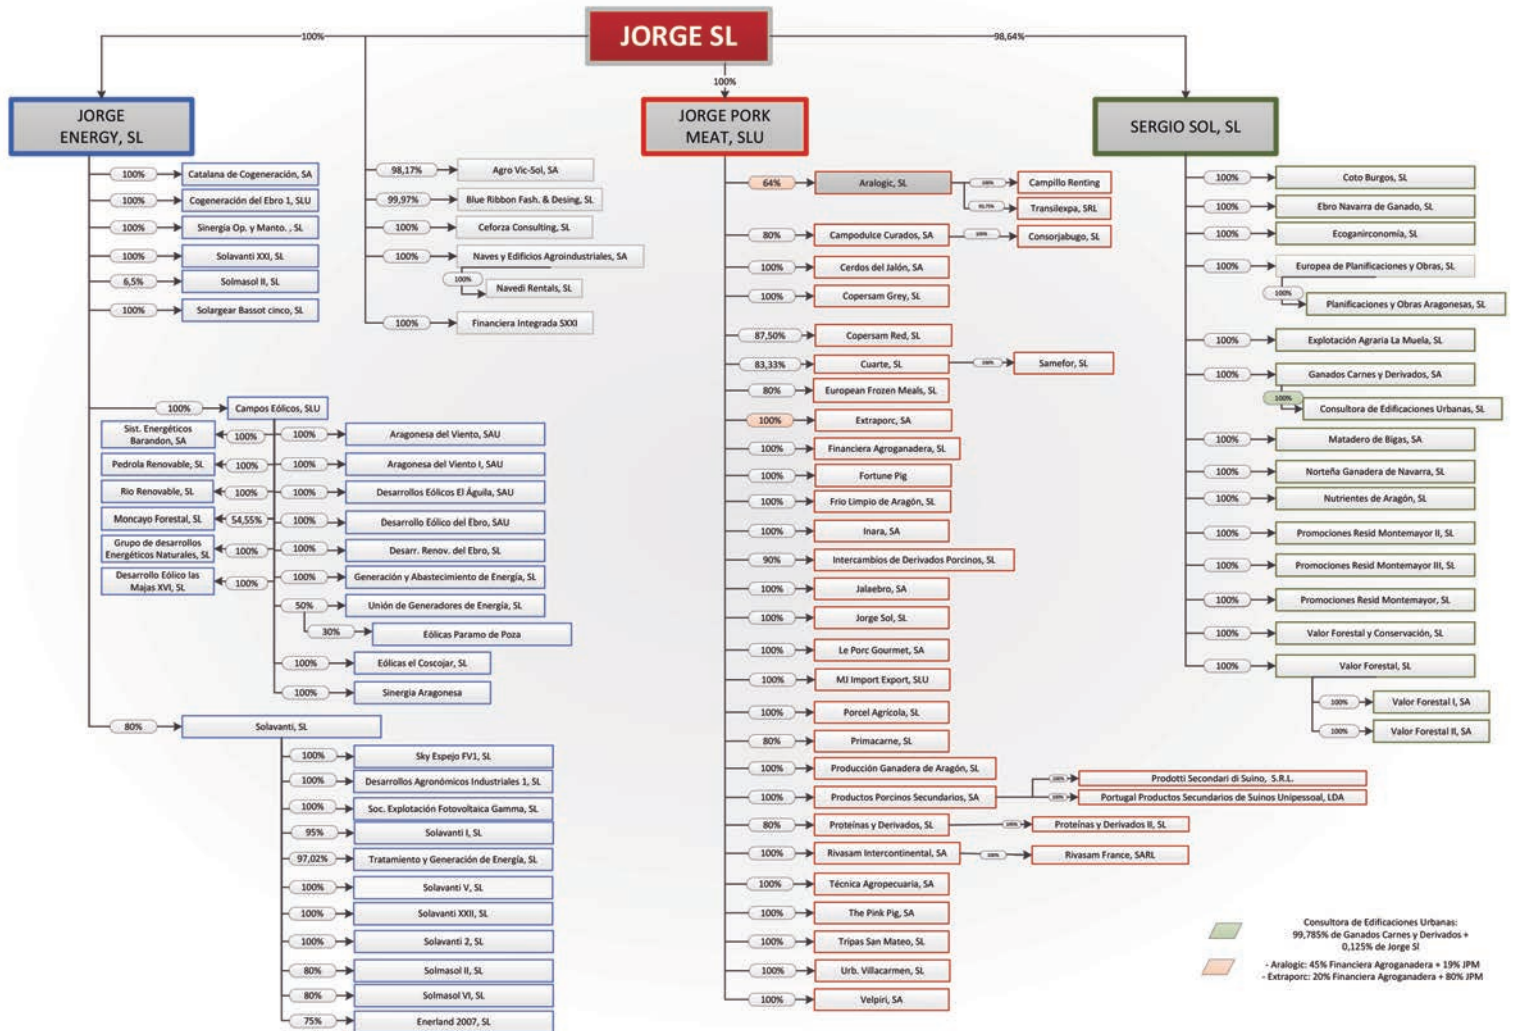 JORGE SL
100%
98,64%
100%
JORGE
ENERGY, SL
JORGE PORK
MEAT, SLU
SERGIO SOL, SL
100%
Catalana de Cogeneración, SA
100%
Cogeneración del Ebro 1, SLU
100%
Sinergia Op. y Manto. , SL
100%
Solavanti XXI, SL
6,5%
Solmasol II, SL
100%
Solargear Bassot cinco, SL
98,17%
Agro Vic-Sol, SA
99,97%
Blue Ribbon Fash. & Desing, SL
100%
Ceforza Consulting, SL
100%
Naves y Edificios Agroindustriales, SA
100%
Navedi Rentals, SL
100%
Financiera Integrada SXXI
100%
Campos Eólicos, SLU
Sist. Energéticos
Barandon, SA
100%
Pedrola Renovable, SL
100%
Rio Renovable, SL
100%
Moncayo Forestal, SL
54,55%
Grupo de desarrollos
Energéticos Naturales, SL
100%
Desarrollo Eólico las
Majas XVI, SL
100%
100%
Aragonesa del Viento, SAU
100%
Aragonesa del Viento I, SAU
100%
Desarrollos Eólicos El Águila, SAU
100%
Desarrollo Eólico del Ebro, SAU
100%
Desarr. Renov. del Ebro, SL
100%
Generación y Abastecimiento de Energía, SL
50%
Unión de Generadores de Energía, SL
30%
Eólicas Paramo de Poza
100%
Eólicas el Coscojar, SL
100%
Sinergia Aragonesa
80%
Solavanti, SL
100%
Sky Espejo FV1, SL
100%
Desarrollos Agronómicos Industriales 1, SL
100%
Soc. Explotación Fotovoltaica Gamma, SL
95%
Solavanti I, SL
97,02%
Tratamiento y Generación de Energía, SL
100%
Solavanti V, SL
100%
Solavanti XXII, SL
100%
Solavanti 2, SL
80%
Solmasol II, SL
80%
Solmasol VI, SL
75%
Enerland 2007, SL
64%
Aralogic, SL
100%
Campillo Renting
Transilexpa, SRL
80%
Campodulce Curados, SA
100%
Consorjabugo, SL
100%
Cerdos del Jalón, SA
100%
Copersam Grey, SL
87,50%
Copersam Red, SL
83,33%
Cuarte, SL
100%
Samefor, SL
80%
European Frozen Meals, SL
100%
Extraporc, SA
100%
Financiera Agroganadera, SL
100%
Fortune Pig
100%
Frio Limpio de Aragón, SL
100%
Inara, SA
90%
Intercambios de Derivados Porcinos, SL
100%
Jalaebro, SA
100%
Jorge Sol, SL
100%
Le Porc Gourmet, SA
100%
MJ Import Export, SLU
100%
Porcel Agrícola, SL
80%
Primacarne, SL
100%
Producción Ganadera de Aragón, SL
100%
Productos Porcinos Secundarios, SA
100%
Prodotti Secondari di Suino, S.R.L.
100%
Portugal Productos Secundarios de Suinos Unipessoal, LDA
80%
Proteínas y Derivados, SL
100%
Proteínas y Derivados II, SL
100%
Rivasam Intercontinental, SA
100%
Rivasam France, SARL
100%
Técnica Agropecuaria, SA
100%
The Pink Pig, SA
100%
Tripas San Mateo, SL
100%
Urb. Villacarmen, SL
100%
Velpiri, SA
100%
Coto Burgos, SL
100%
Ebro Navarra de Ganado, SL
100%
Ecoganirconomía, SL
100%
Europea de Planificaciones y Obras, SL
100%
Planificaciones y Obras Aragonesas, SL
100%
Explotación Agraria La Muela, SL
100%
Ganados Carnes y Derivados, SA
100%
Consultora de Edificaciones Urbanas, SL
100%
Matadero de Bigas, SA
100%
Norteña Ganadera de Navarra, SL
100%
Nutrientes de Aragón, SL
100%
Promociones Resid Montemayor II, SL
100%
Promociones Resid Montemayor III, SL
100%
Promociones Resid Montemayor, SL
100%
Valor Forestal y Conservación, SL
100%
Valor Forestal, SL
100%
Valor Forestal I, SA
100%
Valor Forestal II, SA
Consultora de Edificaciones Urbanas:
99,785% de Ganados Carnes y Derivados +
0,125% de Jorge Sl
- Aralogic: 45% Financiera Agroganadera + 19% JPM
- Extraporc: 20% Financiera Agroganadera + 80% JPM